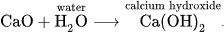 water calcium hydroxide
CaO + H₂O ⟶ Ca(OH)₂ .